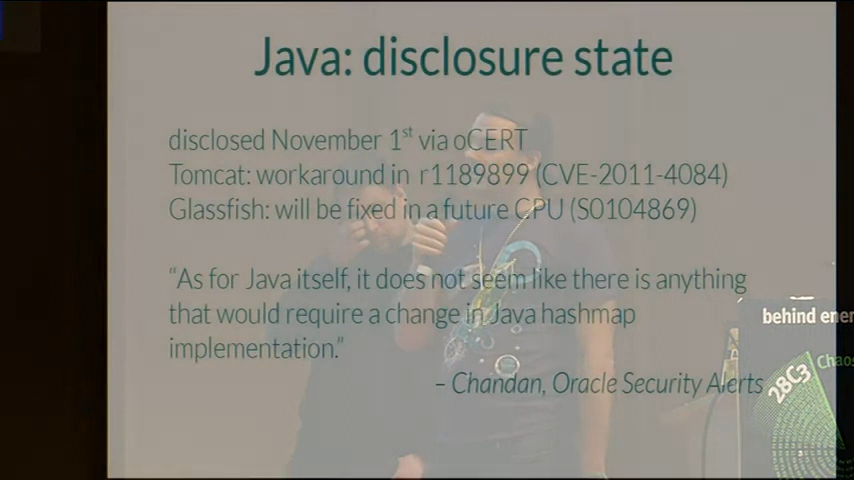 Java: disclosure state
disclosed November 1st via oCERT
Tomcat: workaround in r1189899 (CVE-2011-4084)
Glassfish: will be fixed in a future CPU (S0104869)
“As for Java itself, it does not seem like there is anything
that would require a change in Java hashmap
implementation.”
– Chandan, Oracle Security Alerts
behind ene
28C3
Chaos